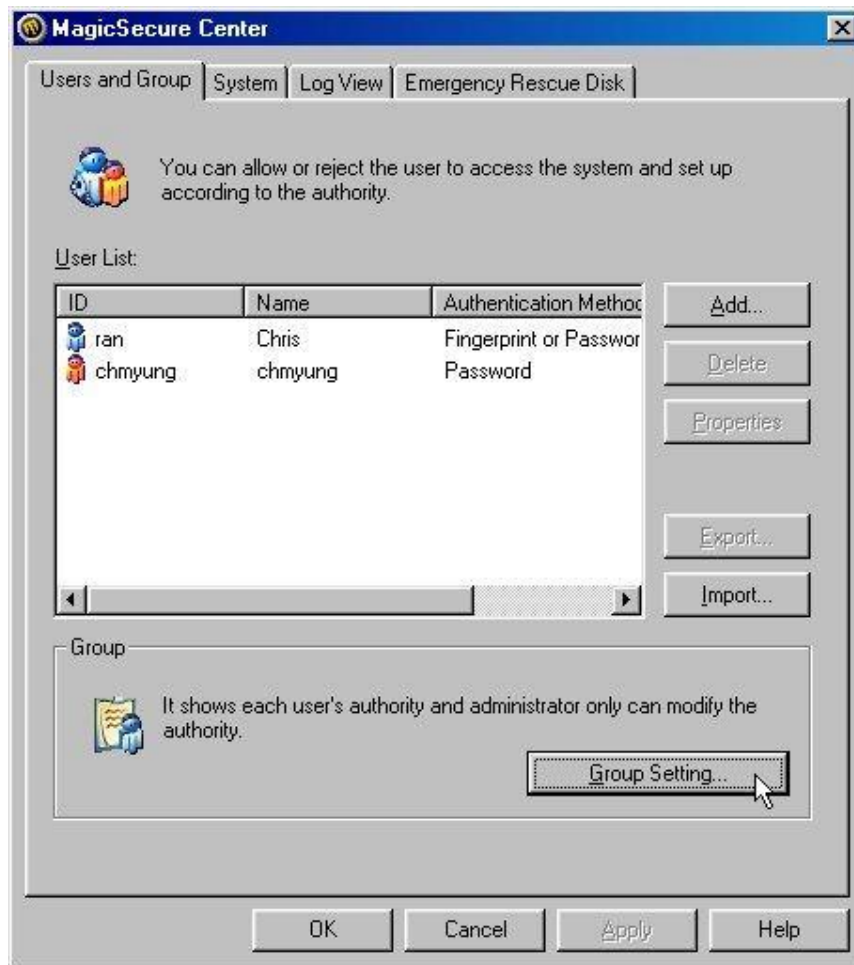 MagicSecure Center
Users and Group System Log View Emergency Rescue Disk
You can allow or reject the user to access the system and set up
according to the authority.
User List:
ID Name Authentication Method
ran Chris Fingerprint or Passwor
chmyung chmyung Password
Add...
Delete
Properties
Export...
Import...
Group
It shows each user's authority and administrator only can modify the
authority.
Group Setting...
OK Cancel Apply Help